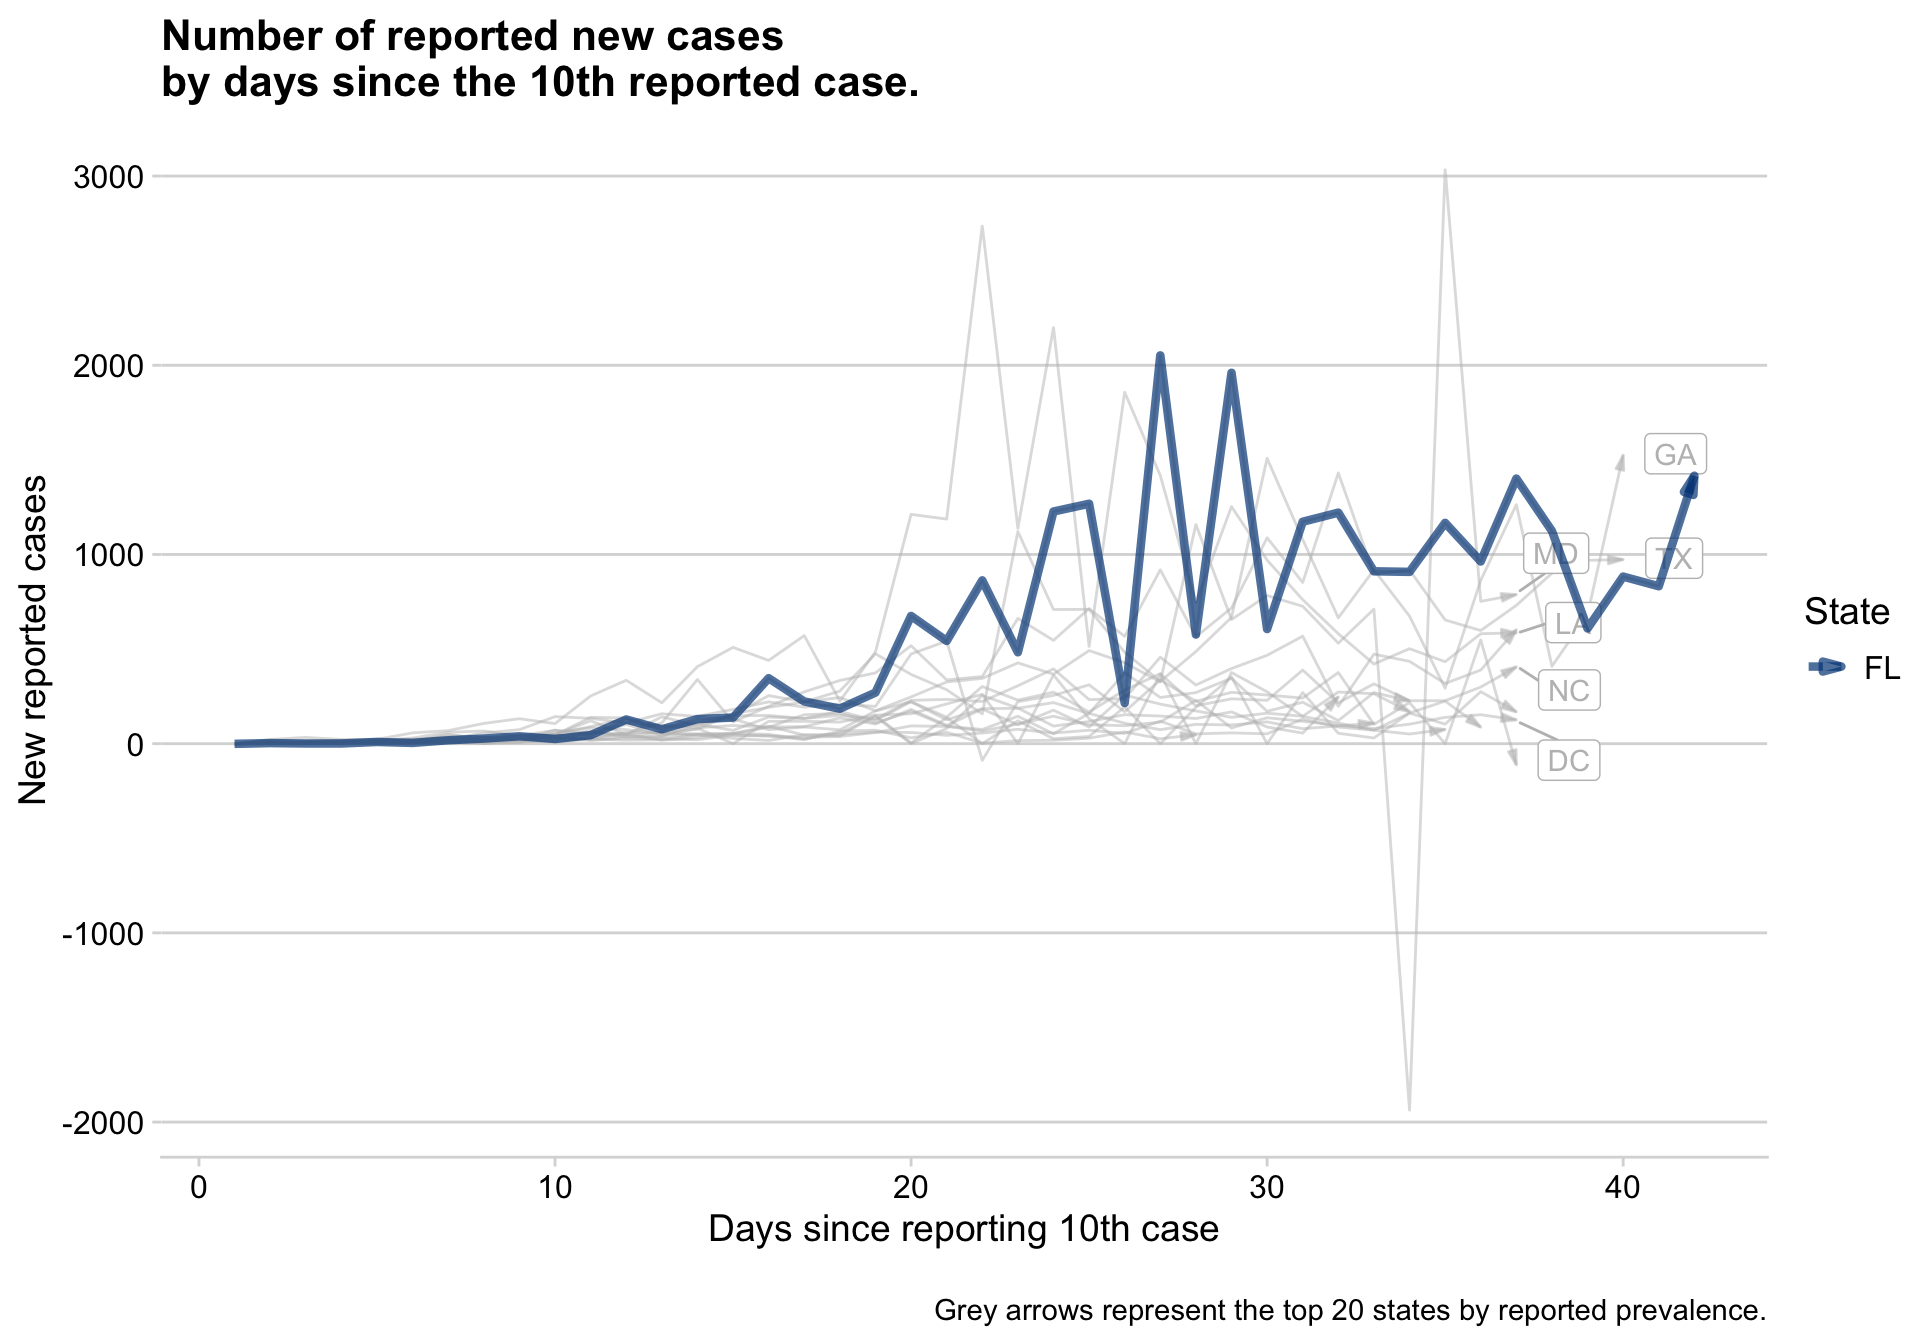 Number of reported new cases
by days since the 10th reported case.
New reported cases
3000
2000
1000
0
-1000
-2000
GA
MD
TX
LA
NC
DC
State
FL
0
10
20
30
40
Days since reporting 10th case
Grey arrows represent the top 20 states by reported prevalence.